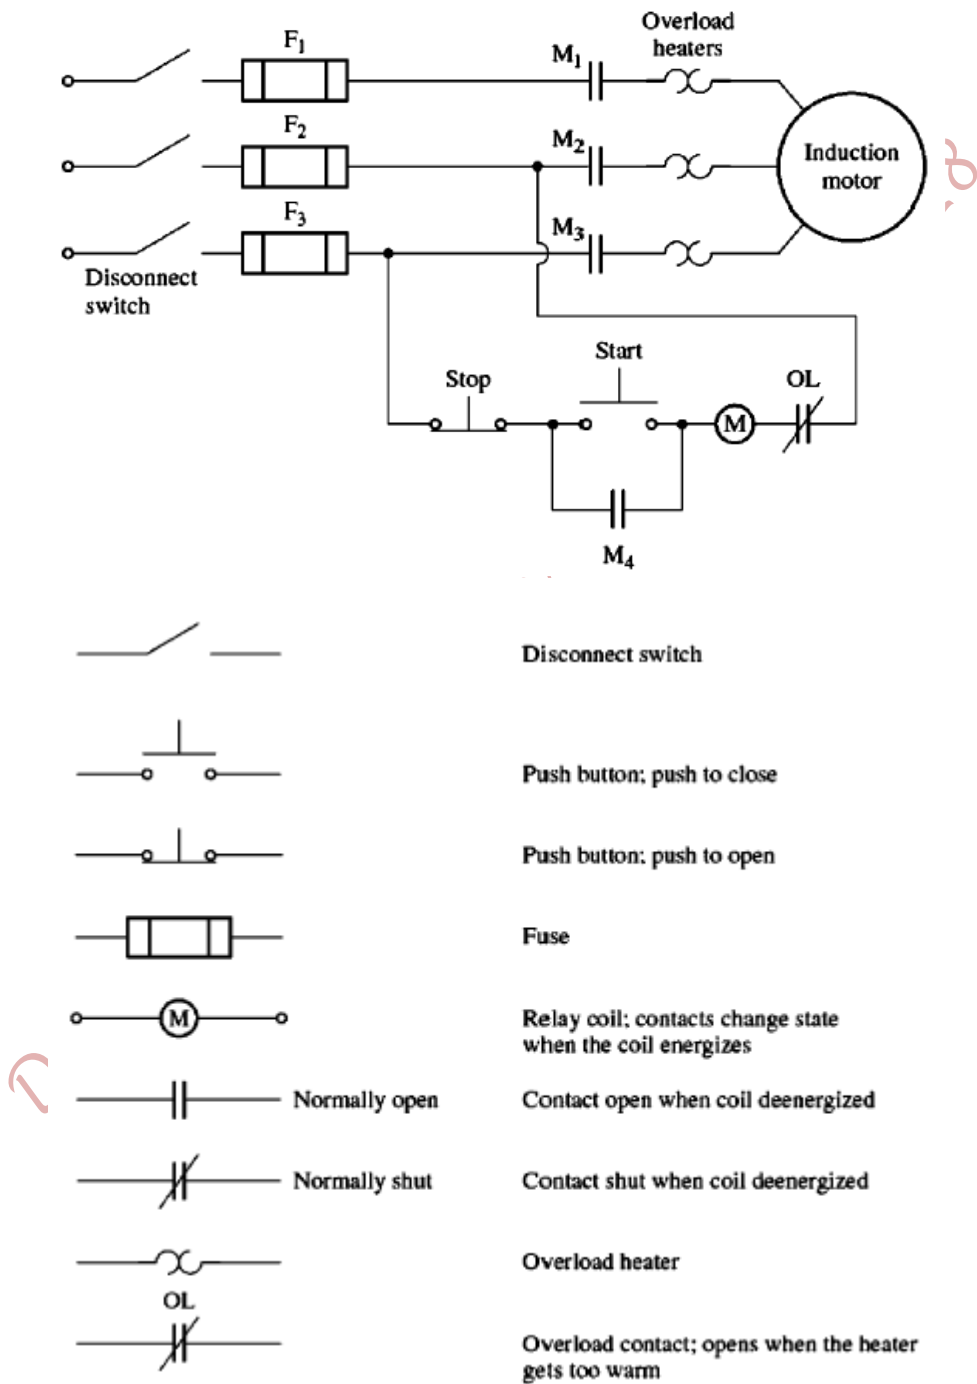 Overload
heaters
F1
M1
F2
M2
Induction
motor
F3
M3
Disconnect
switch
Start
Stop
OL
M
M4
Disconnect switch
Push button; push to close
Push button; push to open
Fuse
M
Relay coil; contacts change state
when the coil energizes
Normally open
Contact open when coil deenergized
Normally shut
Contact shut when coil deenergized
Overload heater
OL
Overload contact; opens when the heater
gets too warm